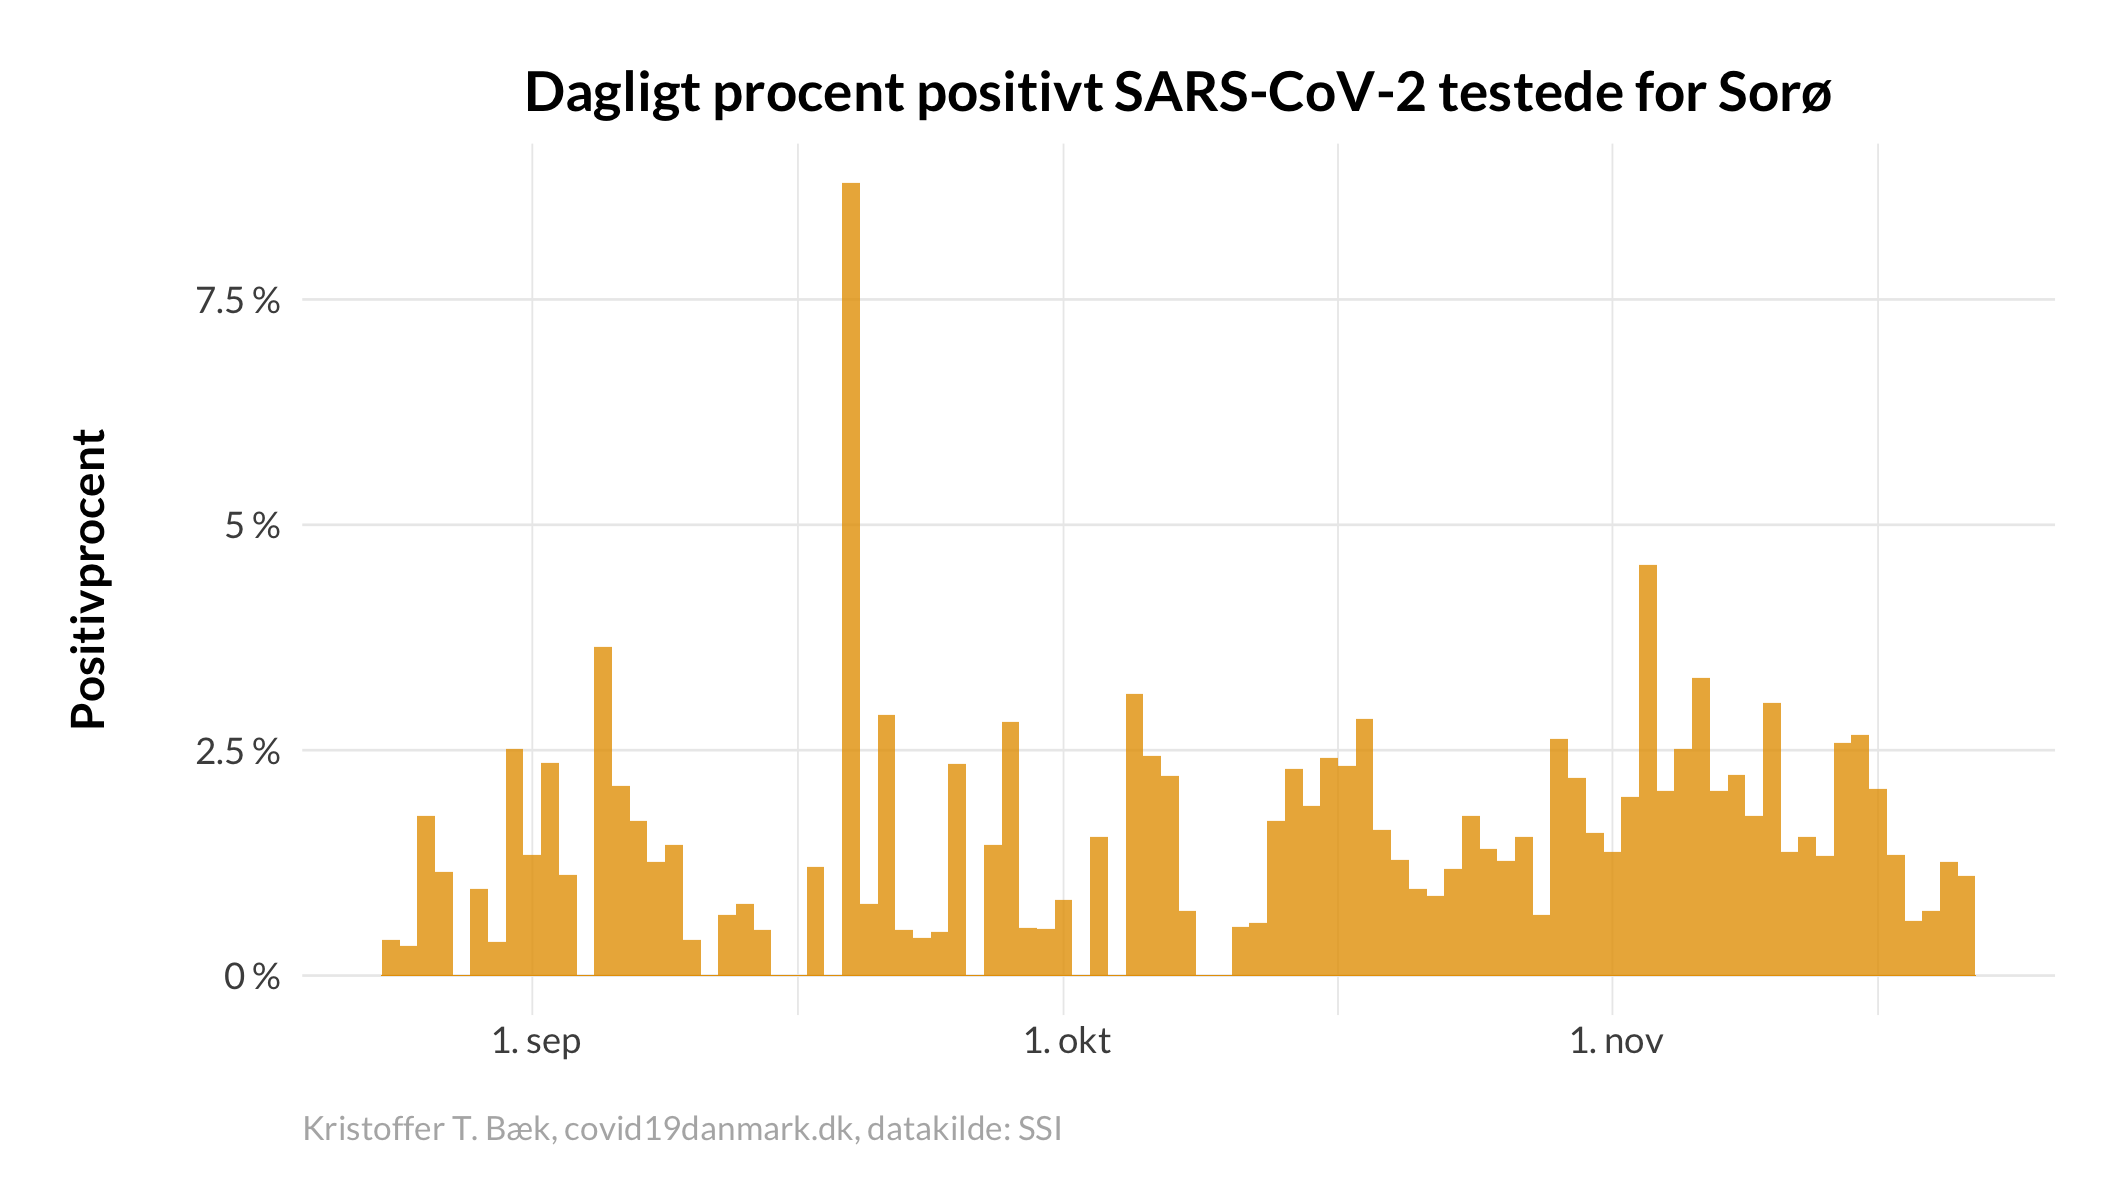 Dagligt procent positivt SARS-CoV-2 testede for Sorø
Positivprocent
7.5 %
5 %
2.5 %
0 %
1. sep
1. okt
1. nov
Kristoffer T. Bæk, covid19danmark.dk, datakilde: SSI